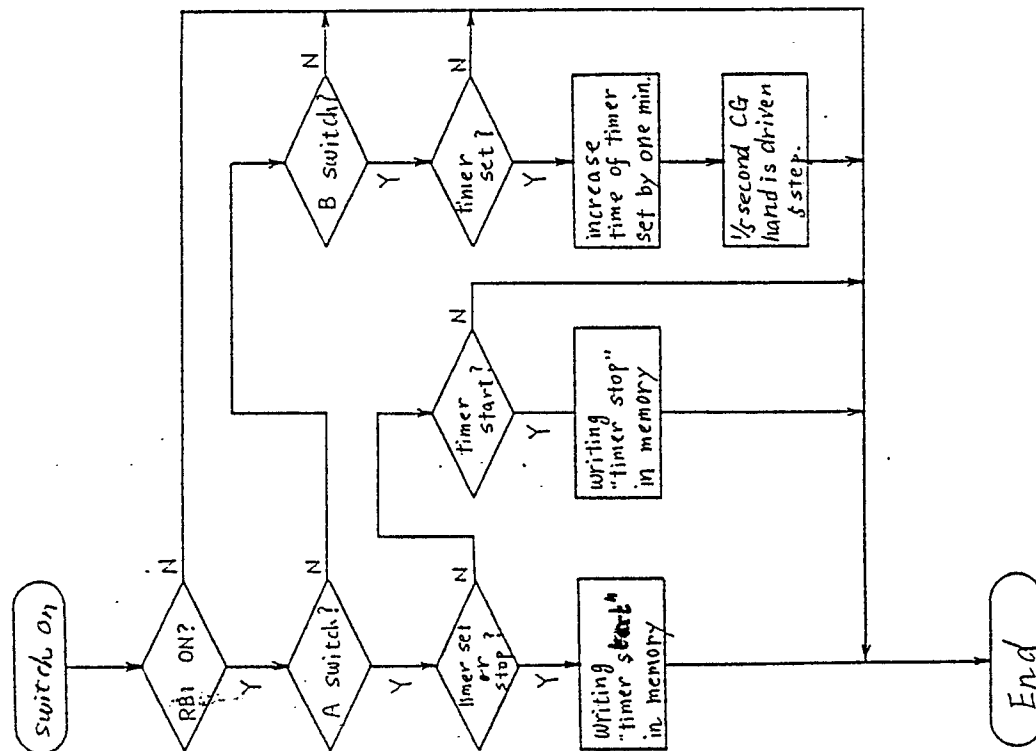 switch on
RB1 ON?
N
Y
A switch?
N
Y
timer set
or
stop?
N
Y
Writing
"timer start"
in memory
timer
start?
N
Y
writing
"timer stop"
in memory
B switch?
N
Y
timer
set?
N
Y
increase
time of timer
set by one min.
1/5 second CG
hand is driven
5 step.
End